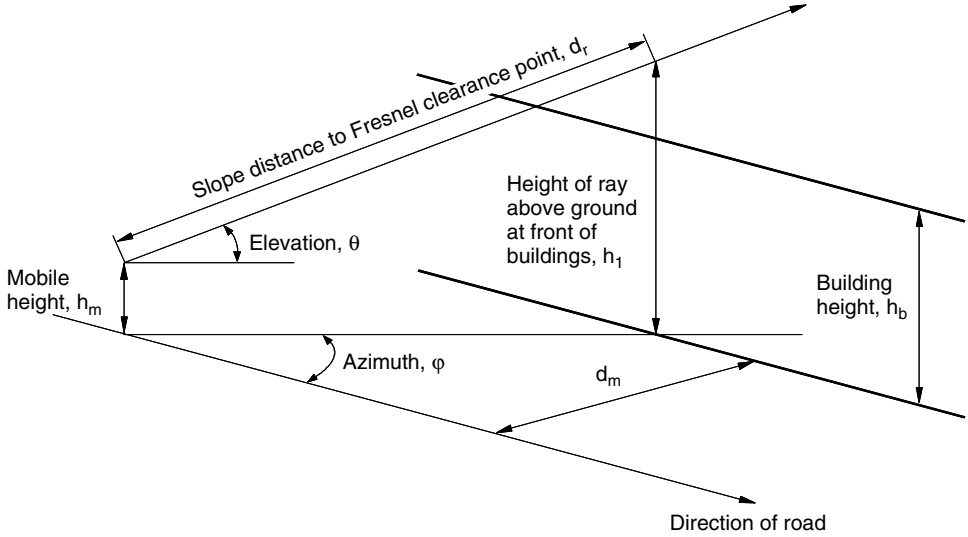 Slope distance to Fresnel clearance point, dr
Elevation, θ
Mobile
height, hm
Height of ray
above ground
at front of
buildings, h1
Building
height, hb
Azimuth, φ
dm
Direction of road